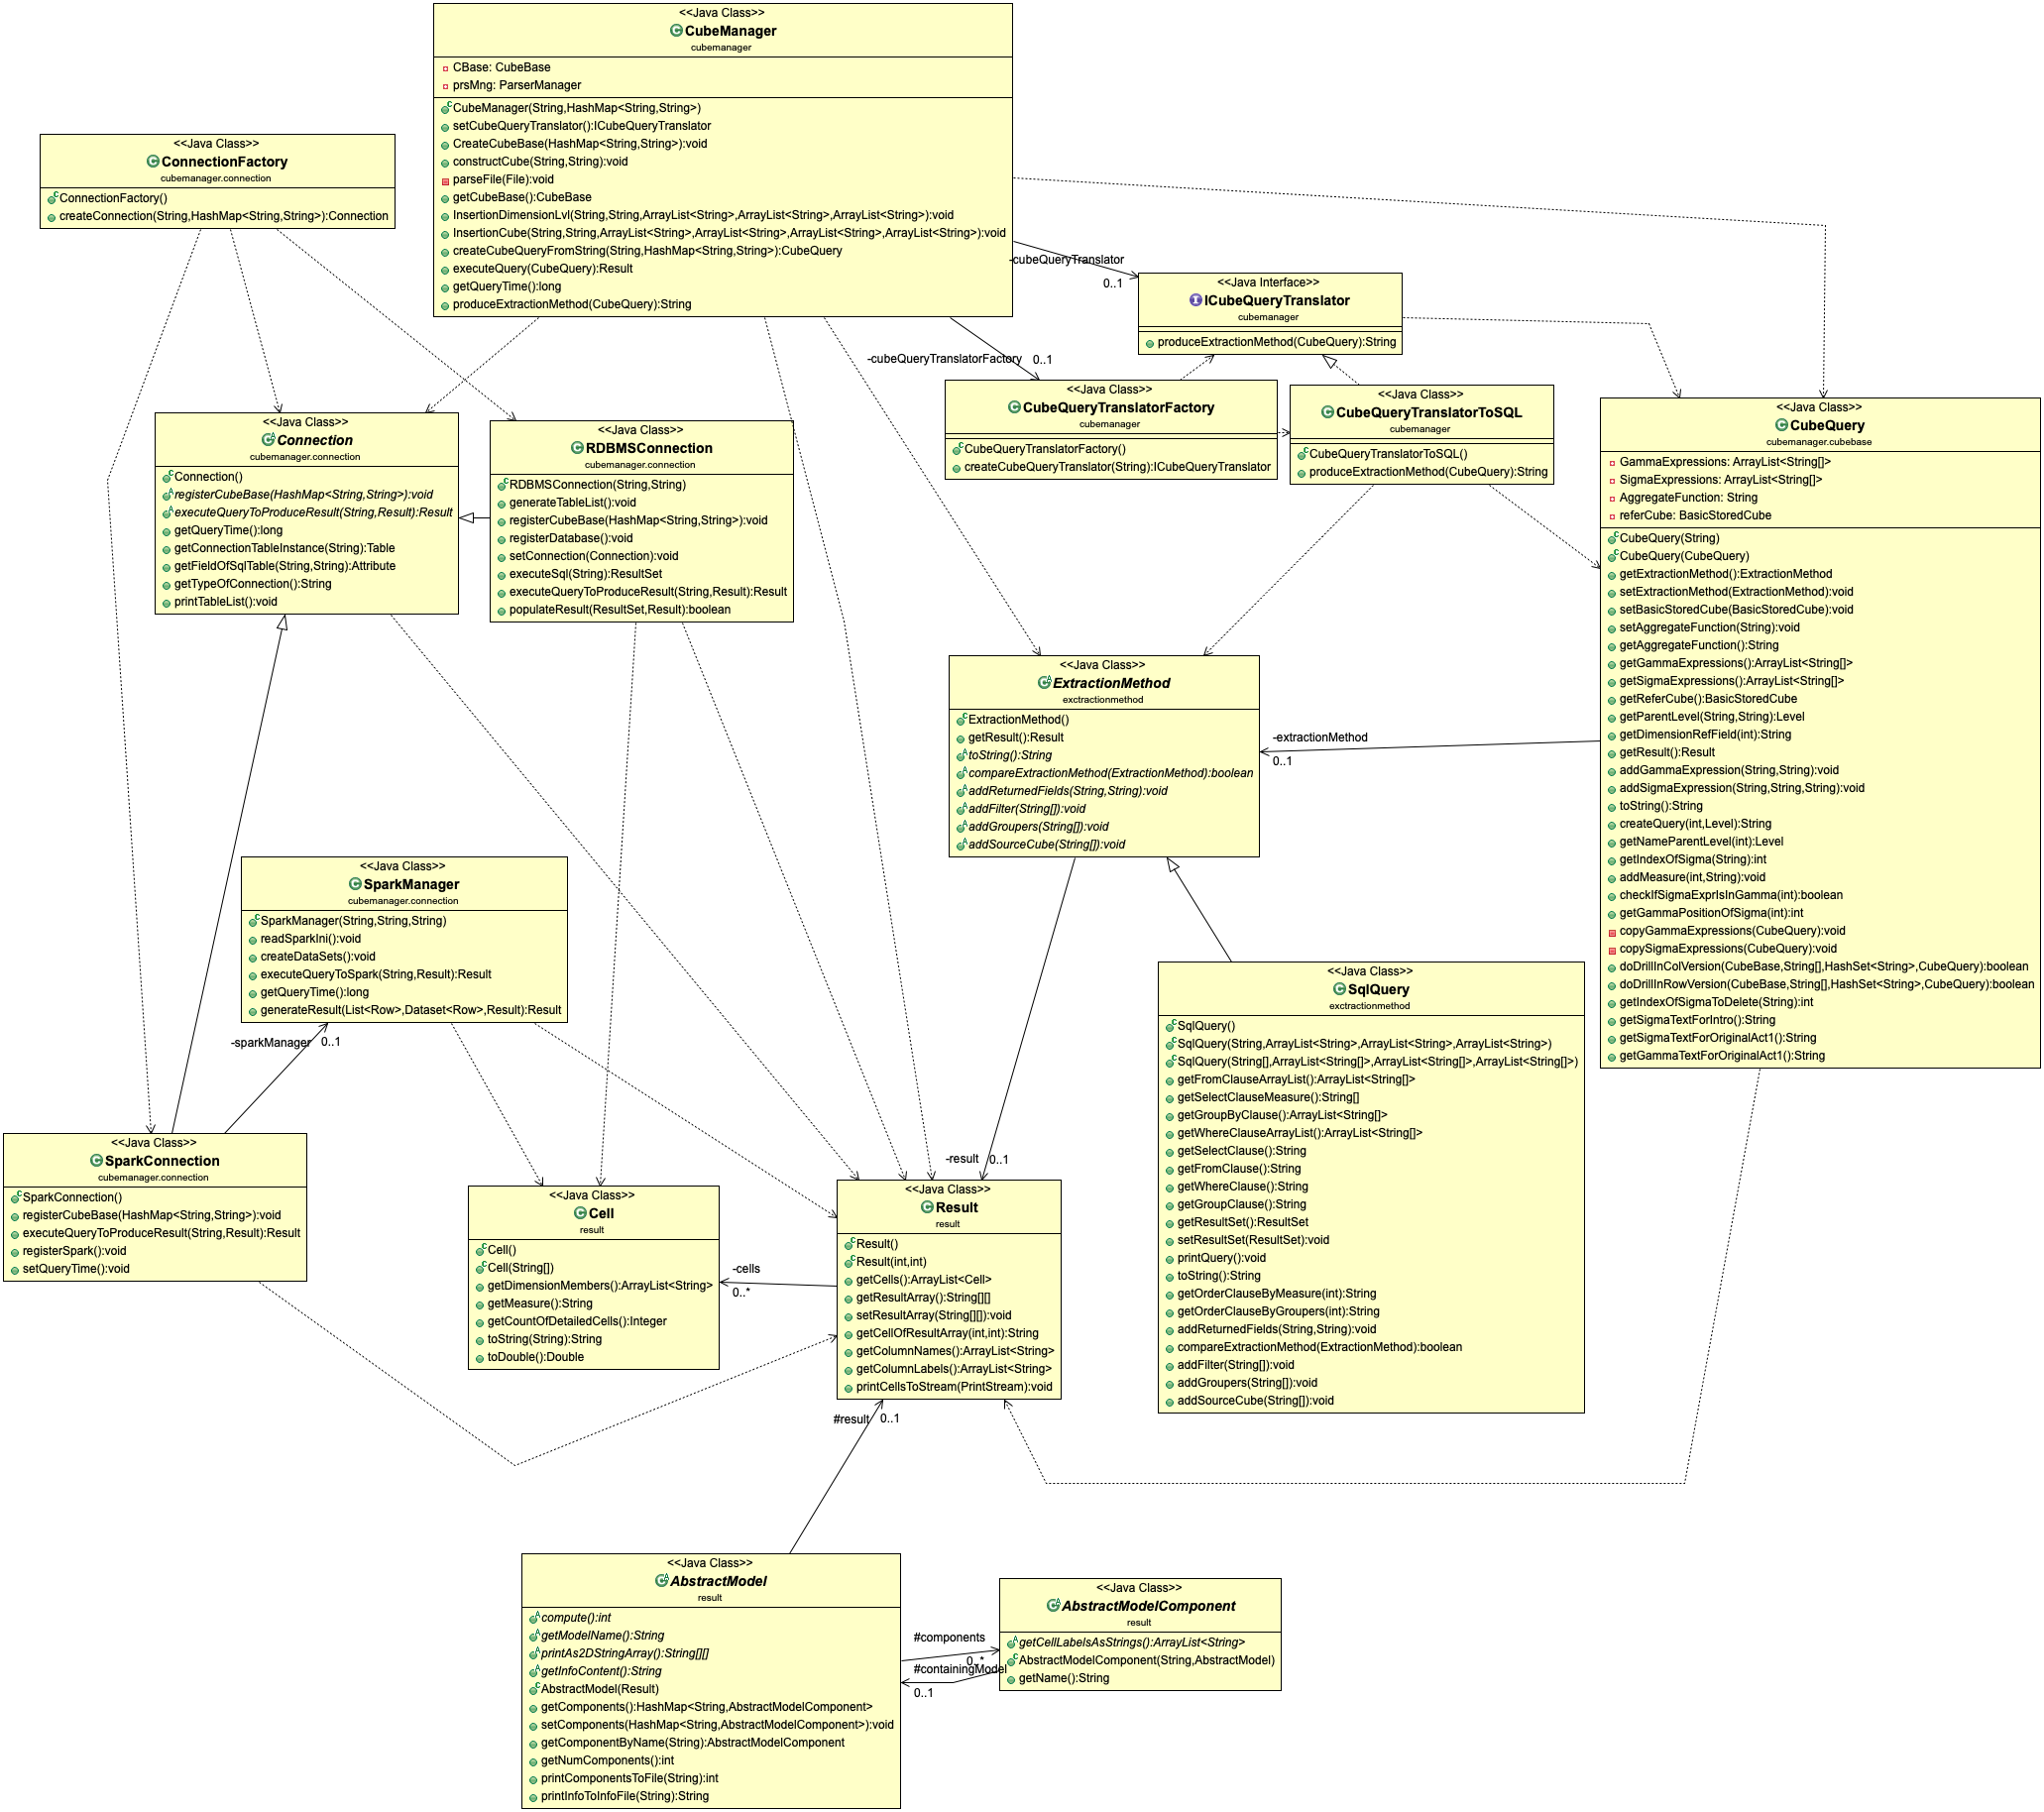 <<Java Class>>
CubeManager
cubemanager
CBase: CubeBase
prsMng: ParserManager
CubeManager(String,HashMap<String,String>)
setCubeQueryTranslator():ICubeQueryTranslator
CreateCubeBase(HashMap<String,String>):void
constructCube(String,String):void
parseFile(File):void
getCubeBase():CubeBase
InsertionDimensionLvl(String,String,ArrayList<String>,ArrayList<String>,ArrayList<String>):void
InsertionCube(String,String,ArrayList<String>,ArrayList<String>,ArrayList<String>,ArrayList<String>):void
createCubeQueryFromString(String,HashMap<String,String>):CubeQuery
executeQuery(CubeQuery):Result
getQueryTime():long
produceExtractionMethod(CubeQuery):String
<<Java Class>>
ConnectionFactory
cubemanager.connection
ConnectionFactory()
createConnection(String,HashMap<String,String>):Connection
-cubeQueryTranslator
0..1
<<Java Interface>>
ICubeQueryTranslator
cubemanager
produceExtractionMethod(CubeQuery):String
-cubeQueryTranslatorFactory
0..1
<<Java Class>>
CubeQueryTranslatorFactory
cubemanager
CubeQueryTranslatorFactory()
createCubeQueryTranslator(String):ICubeQueryTranslator
<<Java Class>>
CubeQueryTranslatorToSQL
cubemanager
CubeQueryTranslatorToSQL()
produceExtractionMethod(CubeQuery):String
<<Java Class>>
CubeQuery
cubemanager.cubebase
GammaExpressions: ArrayList<String[]>
SigmaExpressions: ArrayList<String[]>
AggregateFunction: String
referCube: BasicStoredCube
CubeQuery(String)
CubeQuery(CubeQuery)
getExtractionMethod():ExtractionMethod
setExtractionMethod(ExtractionMethod):void
setBasicStoredCube(BasicStoredCube):void
setAggregateFunction(String):void
getAggregateFunction():String
getGammaExpressions():ArrayList<String[]>
getSigmaExpressions():ArrayList<String[]>
getReferCube():BasicStoredCube
getParentLevel(String,String):Level
getDimensionRefField(int):String
getResult():Result
addGammaExpression(String,String):void
addSigmaExpression(String,String,String):void
toString():String
createQuery(int,Level):String
getNameParentLevel(int):Level
getIndexOfSigma(String):int
addMeasure(int,String):void
checkIfSigmaExprIsInGamma(int):boolean
getGammaPositionOfSigma(int):int
copyGammaExpressions(CubeQuery):void
copySigmaExpressions(CubeQuery):void
doDrillInColVersion(CubeBase,String[],HashSet<String>,CubeQuery):boolean
doDrillInRowVersion(CubeBase,String[],HashSet<String>,CubeQuery):boolean
getIndexOfSigmaToDelete(String):int
getSigmaTextForIntro():String
getSigmaTextForOriginalAct1():String
getGammaTextForOriginalAct1():String
<<Java Class>>
Connection
cubemanager.connection
Connection()
registerCubeBase(HashMap<String,String>):void
executeQueryToProduceResult(String,Result):Result
getQueryTime():long
getConnectionTableInstance(String):Table
getFieldOfSqlTable(String,String):Attribute
getTypeOfConnection():String
printTableList():void
<<Java Class>>
RDBMSConnection
cubemanager.connection
RDBMSConnection(String,String)
generateTableList():void
registerCubeBase(HashMap<String,String>):void
registerDatabase():void
setConnection(Connection):void
executeSql(String):ResultSet
executeQueryToProduceResult(String,Result):Result
populateResult(ResultSet,Result):boolean
<<Java Class>>
ExtractionMethod
exctractionmethod
ExtractionMethod()
getResult():Result
toString():String
compareExtractionMethod(ExtractionMethod):boolean
addReturnedFields(String,String):void
addFilter(String[]):void
addGroupers(String[]):void
addSourceCube(String[]):void
-extractionMethod
0..1
<<Java Class>>
SparkManager
cubemanager.connection
SparkManager(String,String,String)
readSparkIni():void
createDataSets():void
executeQueryToSpark(String,Result):Result
getQueryTime():long
generateResult(List<Row>,Dataset<Row>,Result):Result
-sparkManager
0..1
<<Java Class>>
SqlQuery
exctractionmethod
SqlQuery()
SqlQuery(String,ArrayList<String>,ArrayList<String>,ArrayList<String>)
SqlQuery(String[],ArrayList<String[]>,ArrayList<String[]>,ArrayList<String[]>)
getFromClauseArrayList():ArrayList<String[]>
getSelectClauseMeasure():String[]
getGroupByClause():ArrayList<String[]>
getWhereClauseArrayList():ArrayList<String[]>
getSelectClause():String
getFromClause():String
getWhereClause():String
getGroupClause():String
getResultSet():ResultSet
setResultSet(ResultSet):void
printQuery():void
toString():String
getOrderClauseByMeasure(int):String
getOrderClauseByGroupers(int):String
addReturnedFields(String,String):void
compareExtractionMethod(ExtractionMethod):boolean
addFilter(String[]):void
addGroupers(String[]):void
addSourceCube(String[]):void
<<Java Class>>
SparkConnection
cubemanager.connection
SparkConnection()
registerCubeBase(HashMap<String,String>):void
executeQueryToProduceResult(String,Result):Result
registerSpark():void
setQueryTime():void
<<Java Class>>
Cell
result
Cell()
Cell(String[])
getDimensionMembers():ArrayList<String>
getMeasure():String
getCountOfDetailedCells():Integer
toString(String):String
toDouble():Double
-cells
0..*
-result
0..1
<<Java Class>>
Result
result
Result()
Result(int,int)
getCells():ArrayList<Cell>
getResultArray():String[][]
setResultArray(String[][]):void
getCellOfResultArray(int,int):String
getColumnNames():ArrayList<String>
getColumnLabels():ArrayList<String>
printCellsToStream(PrintStream):void
#result
0..1
<<Java Class>>
AbstractModel
result
compute():int
getModelName():String
printAs2DStringArray():String[][]
getInfoContent():String
AbstractModel(Result)
getComponents():HashMap<String,AbstractModelComponent>
setComponents(HashMap<String,AbstractModelComponent>):void
getComponentByName(String):AbstractModelComponent
getNumComponents():int
printComponentsToFile(String):int
printInfoToInfoFile(String):String
#components
0..*
#containingModel
0..1
<<Java Class>>
AbstractModelComponent
result
getCellLabelsAsStrings():ArrayList<String>
AbstractModelComponent(String,AbstractModel)
getName():String